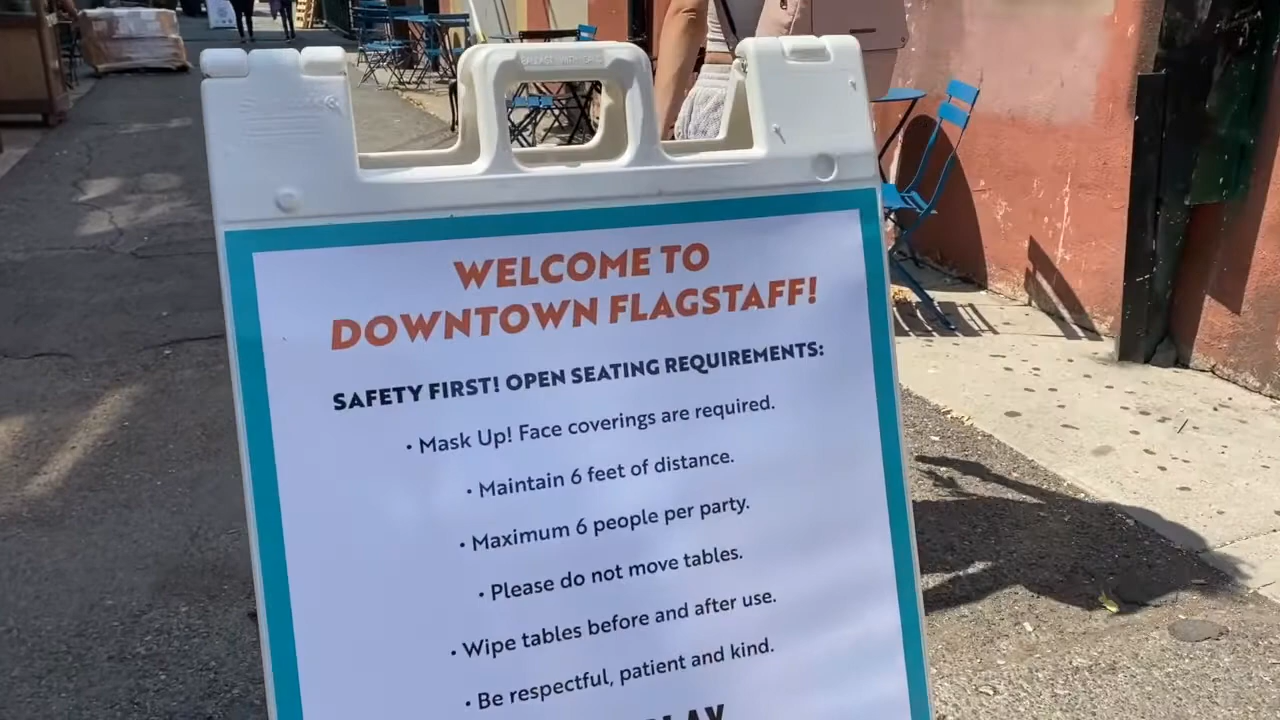 WELCOME TO
DOWNTOWN FLAGSTAFF!
SAFETY FIRST! OPEN SEATING REQUIREMENTS:
• Mask Up! Face coverings are required.
• Maintain 6 feet of distance.
• Maximum 6 people per party.
• Please do not move tables.
• Wipe tables before and after use.
• Be respectful, patient and kind.